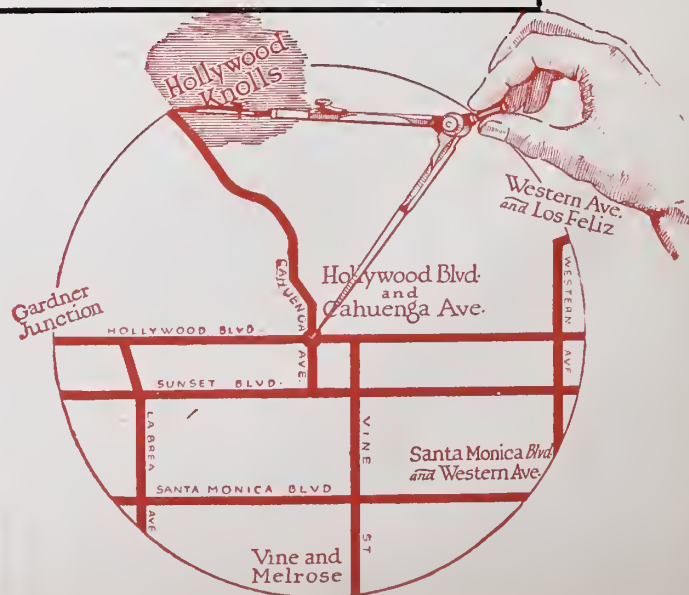 Hollywood
Knolls
Western Ave.
and Los Feliz
Hollywood Blvd.
and
Cahuenga Ave.
CAHUENGA AVE.
WESTERN AVE
Gardner
Junction
HOLLYWOOD BLVD.
SUNSET BLVD.
LA BREA AVE
VINE ST
Santa Monica Blvd
and Western Ave.
SANTA MONICA BLVD
Vine and
Melrose